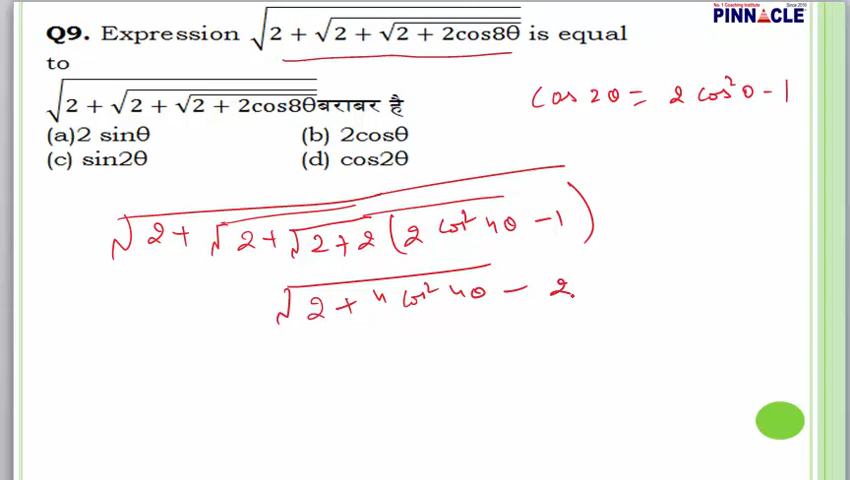 No. 1 Coaching Institute Since 2010
PINNACLE
Q9. Expression √2 + √2 + √2 + 2cos8θ is equal
to
√2 + √2 + √2 + 2cos8θ बराबर है
(a)2 sinθ (b) 2cosθ
(c) sin2θ (d) cos2θ
Cos 2θ = 2 cos²θ - 1
√2 + √2 + √2 + 2 (2 cos² 4θ - 1)
√2 + 4 cos² 4θ - 2